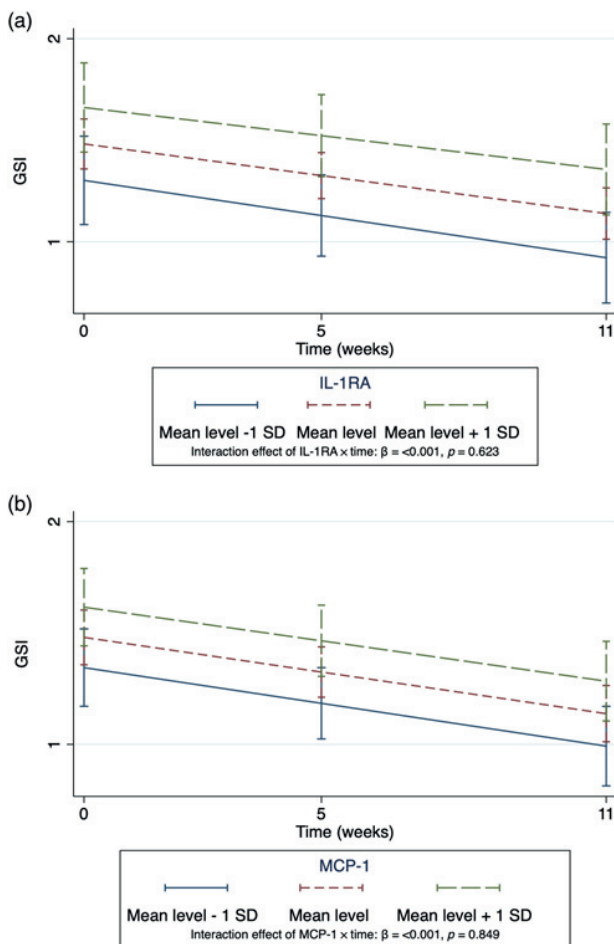 (a)
2
GSI
1
0 5 11
Time (weeks)
IL-1RA
Mean level -1 SD Mean level Mean level + 1 SD
Interaction effect of IL-1RA × time: β = <0.001, p = 0.623
(b)
2
GSI
1
0 5 11
Time (weeks)
MCP-1
Mean level - 1 SD Mean level Mean level + 1 SD
Interaction effect of MCP-1 × time: β = <0.001, p = 0.849